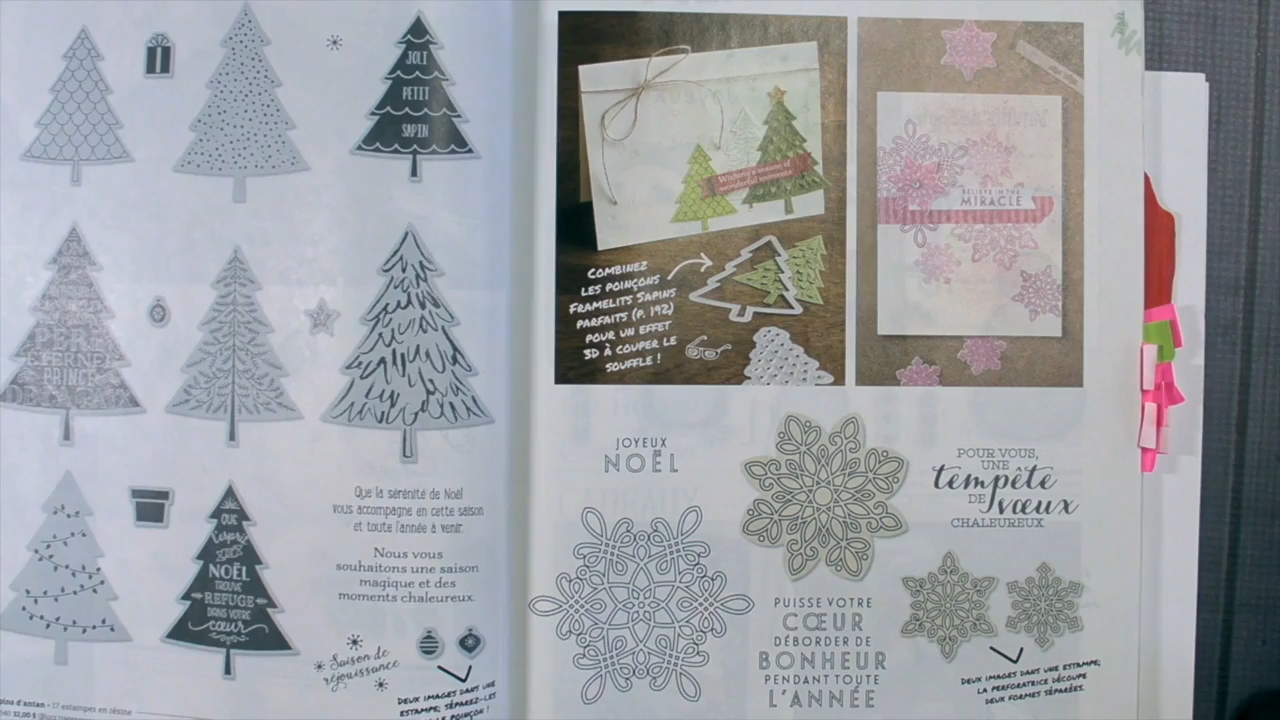 JOLI
PETIT
SAPIN
ÉTERNEL
PRINCE
QUE
l'esprit
DE
NOËL
TROUVE
REFUGE
DANS VOTRE
cœur
Que la sérénité de Noël
vous accompagne en cette saison
et toute l'année à venir.
Nous vous
souhaitons une saison
magique et des
moments chaleureux.
Saison de
réjouissance
DEUX IMAGES DANS UNE
ESTAMPE; SÉPAREZ-LES
POINÇON !
pins d'antan • 17 estampes en résine
COMBINEZ
LES POINÇONS
FRAMELITS SAPINS
PARFAITS (P. 192)
POUR UN EFFET
3D À COUPER LE
SOUFFLE !
BELIEVE IN THE
MIRACLE
JOYEUX
NOËL
POUR VOUS,
UNE
tempête
DE vœux
CHALEUREUX
PUISSE VOTRE
CŒUR
DÉBORDER DE
BONHEUR
PENDANT TOUTE
L'ANNÉE
DEUX IMAGES DANS UNE ESTAMPE;
LA PERFORATRICE DÉCOUPE
DEUX FORMES SÉPARÉES.